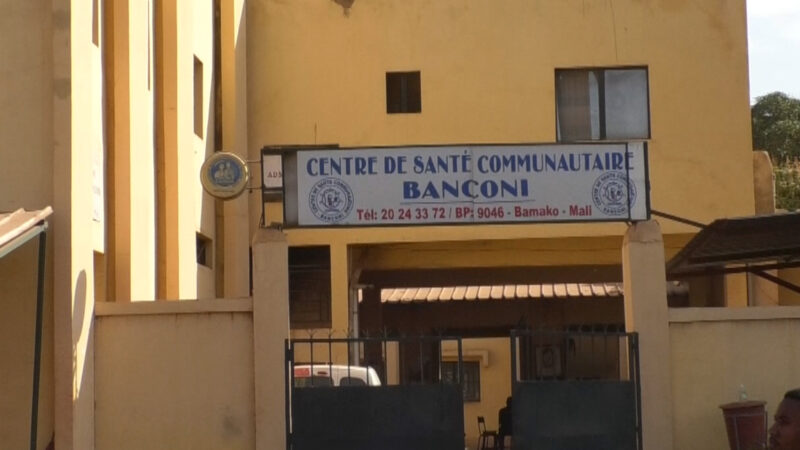 CENTRE DE SANTÉ COMMUNAUTAIRE
BANCONI
Tél: 20 24 33 72 / BP: 9046 - Bamako - Mali